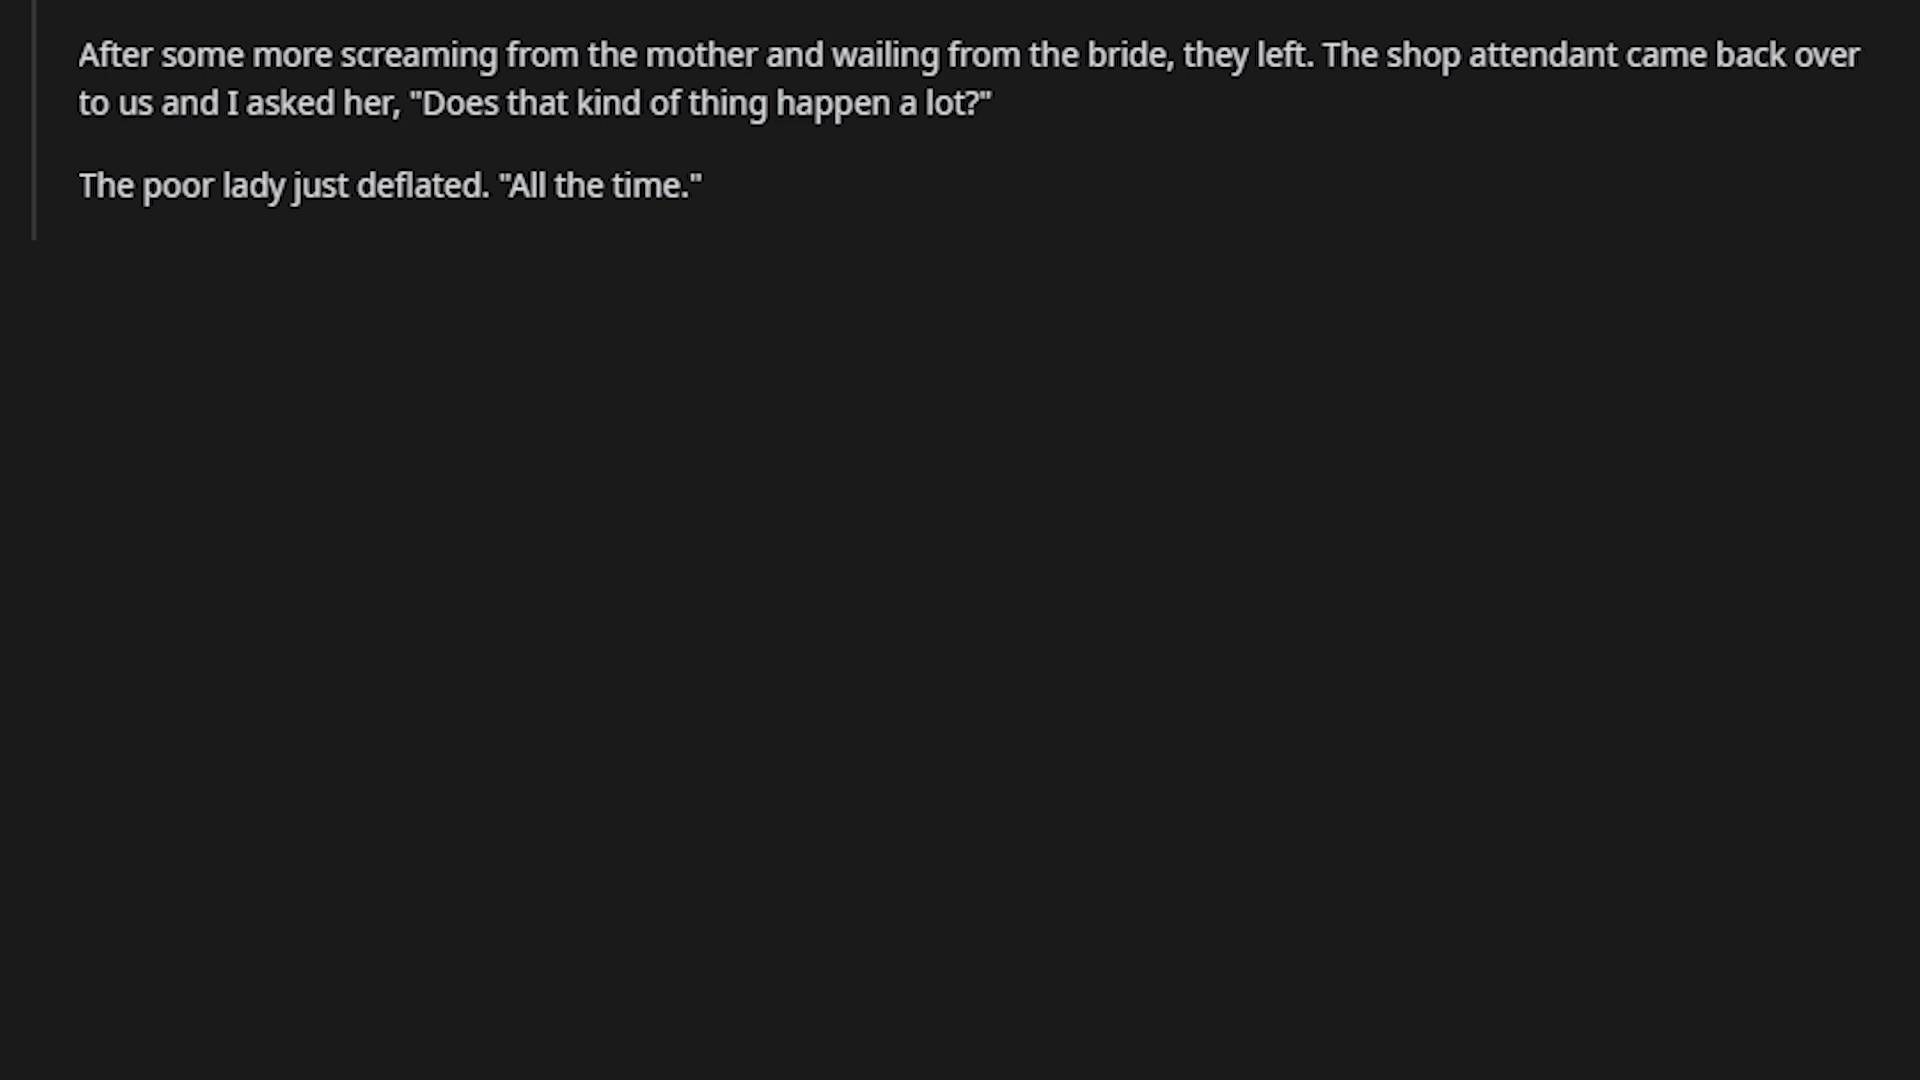 After some more screaming from the mother and wailing from the bride, they left. The shop attendant came back over
to us and I asked her, "Does that kind of thing happen a lot?"
The poor lady just deflated. "All the time."